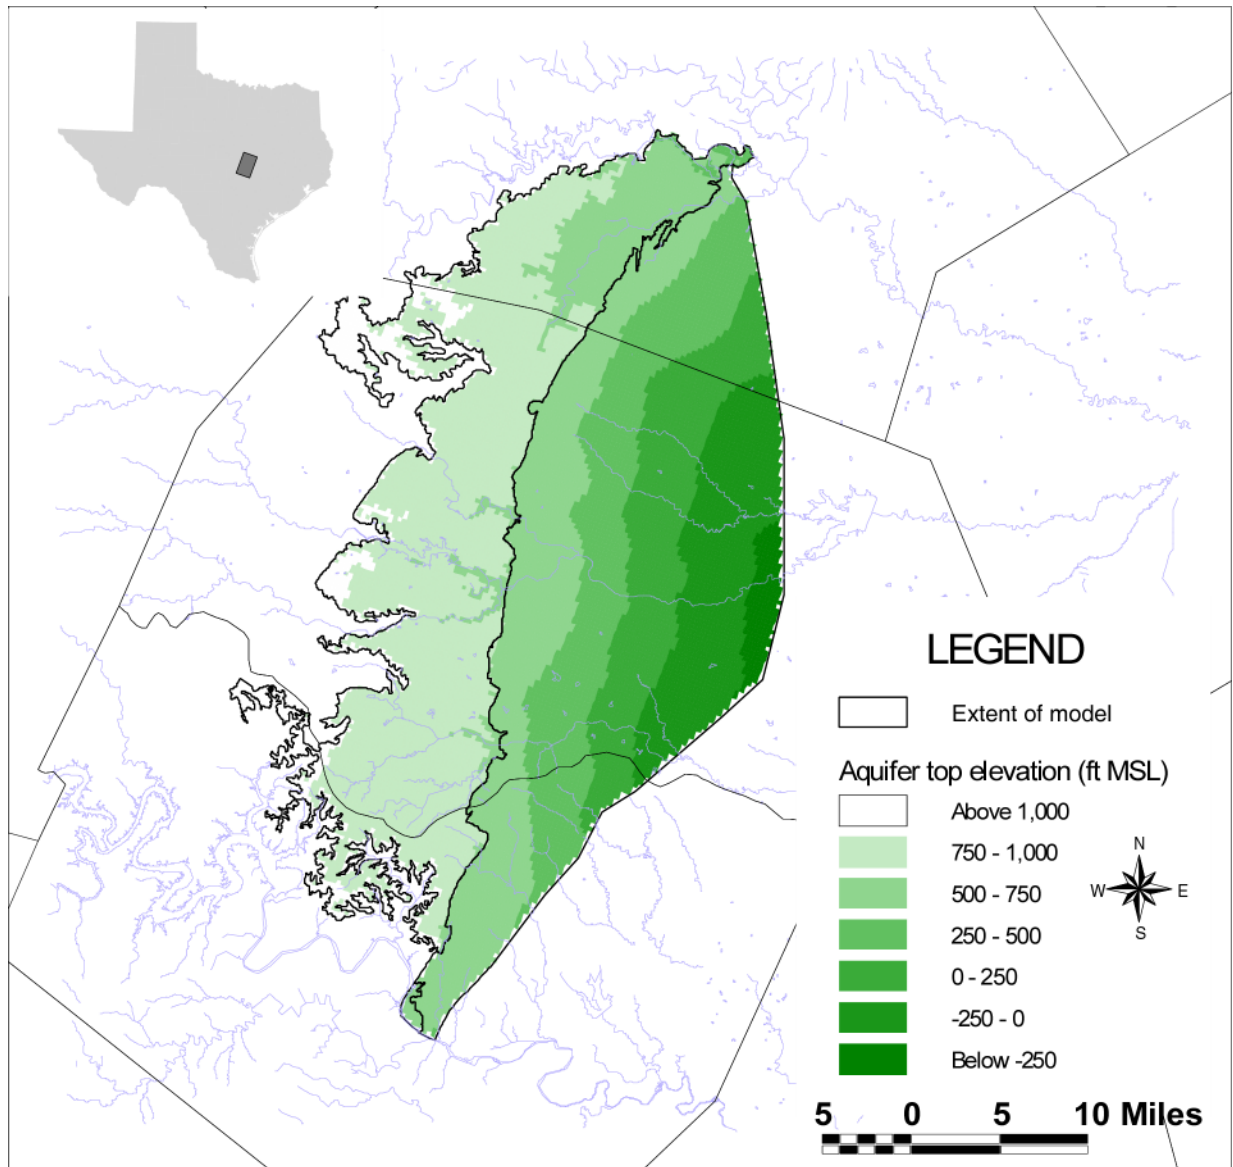 LEGEND
Extent of model
Aquifer top elevation (ft MSL)
Above 1,000
750 - 1,000
500 - 750
250 - 500
0 - 250
-250 - 0
Below -250
N
W E
S
5 0 5 10 Miles